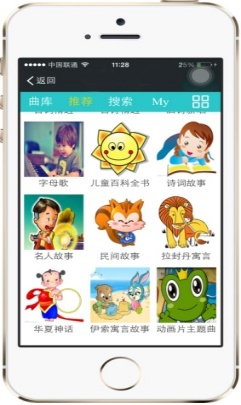 中国联通 11:28 25%
返回
曲库 推荐 搜索 My
字母歌 儿童百科全书 诗词故事
名人故事 民间故事 拉封丹寓言
华夏神话 伊索寓言故事 动画片主题曲